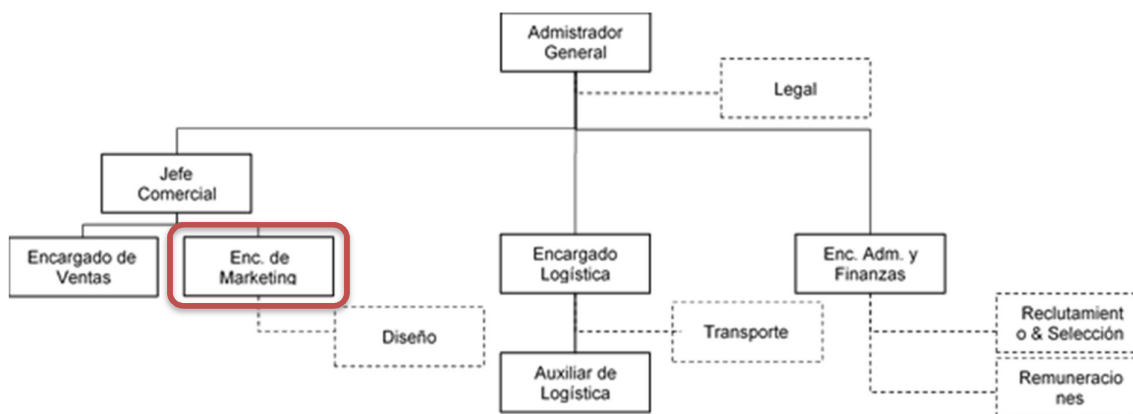 Admistrador
General
Legal
Jefe
Comercial
Encargado de
Ventas
Enc. de
Marketing
Encargado
Logística
Enc. Adm. y
Finanzas
Diseño
Transporte
Reclutamient
o & Selección
Auxiliar de
Logística
Remuneracio
nes